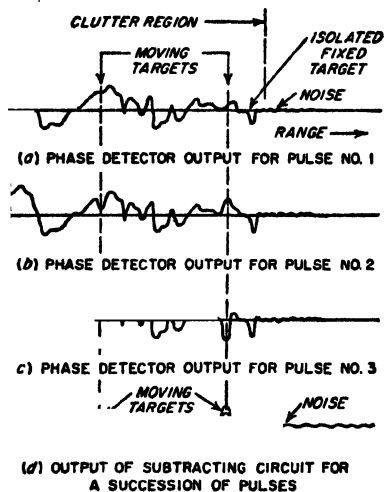 CLUTTER REGION
MOVING
TARGETS
ISOLATED
FIXED
TARGET
NOISE
RANGE
(a) PHASE DETECTOR OUTPUT FOR PULSE NO. 1
(b) PHASE DETECTOR OUTPUT FOR PULSE NO. 2
c) PHASE DETECTOR OUTPUT FOR PULSE NO. 3
MOVING
TARGETS
NOISE
(d) OUTPUT OF SUBTRACTING CIRCUIT FOR
A SUCCESSION OF PULSES